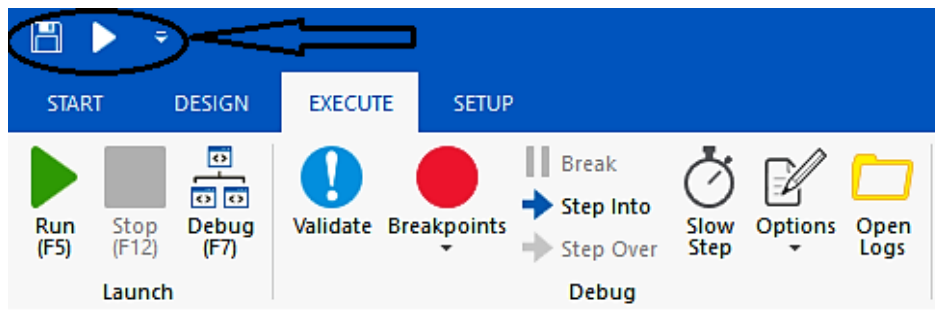 START DESIGN EXECUTE SETUP
Run
(F5)
Stop
(F12)
Debug
(F7)
Launch
Validate
Breakpoints
Break
Step Into
Step Over
Slow
Step
Options
Open
Logs
Debug